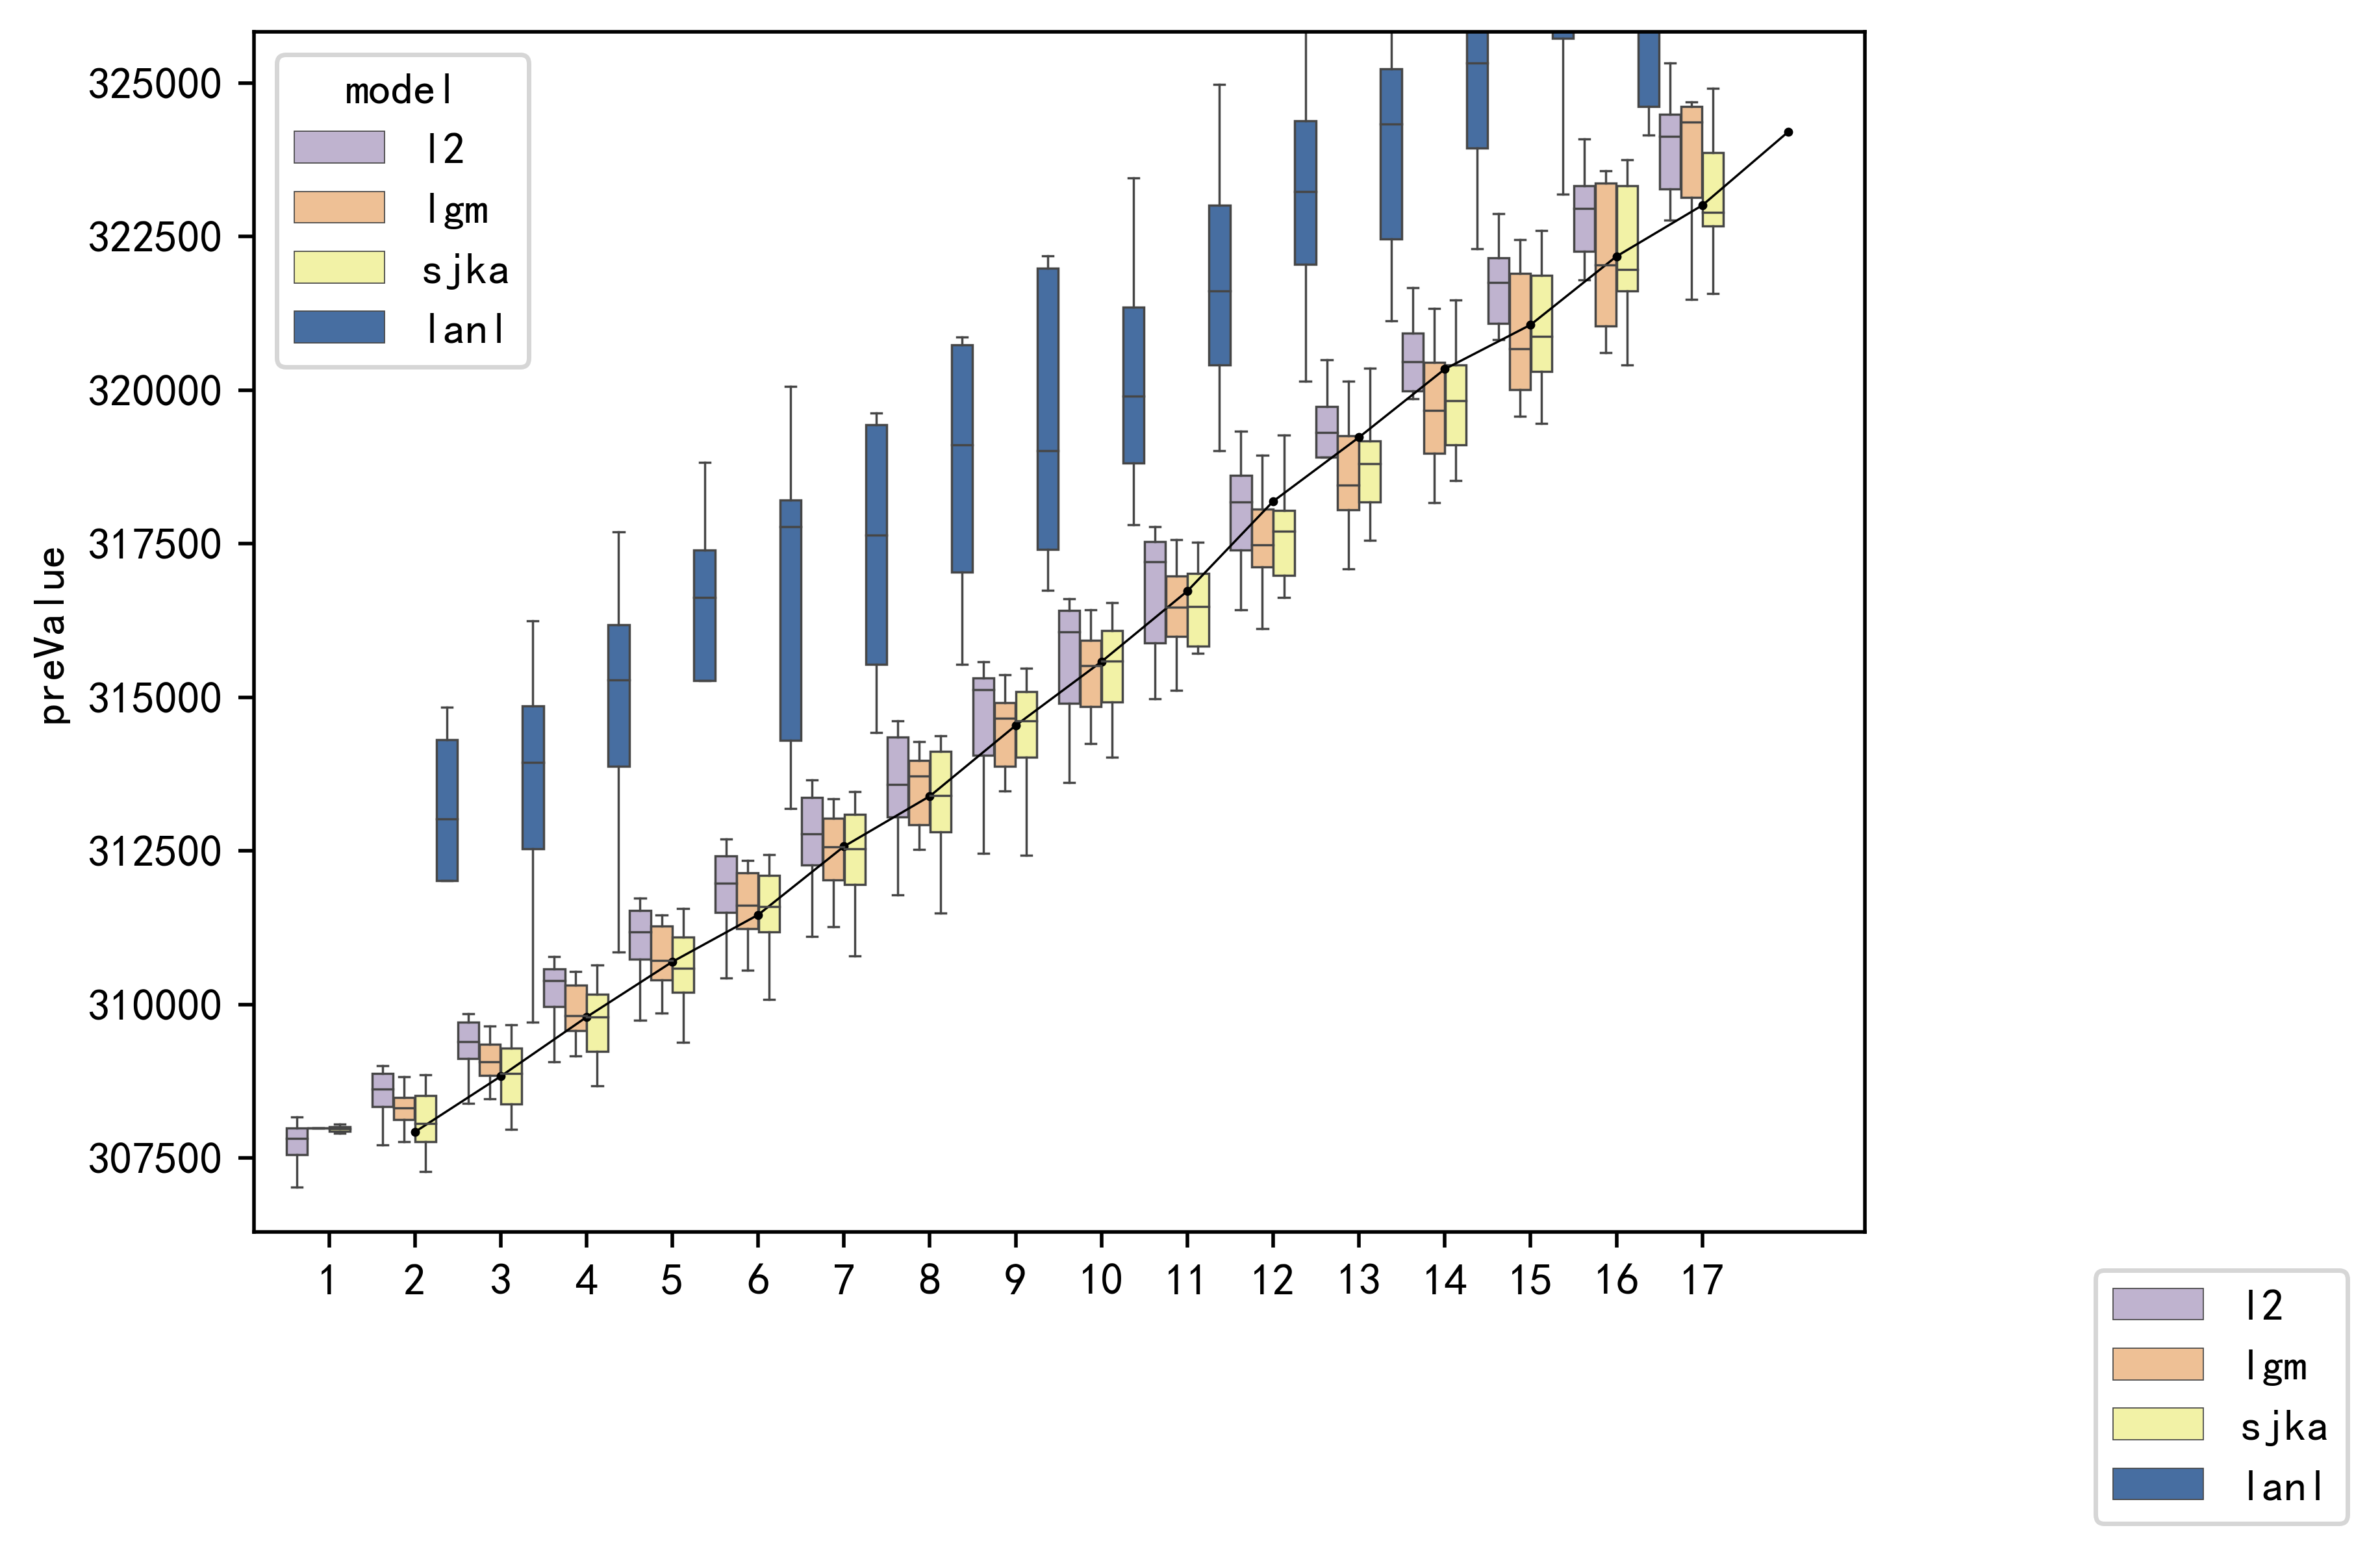 model
l2
lgm
sjka
lanl
preValue
325000
322500
320000
317500
315000
312500
310000
307500
1 2 3 4 5 6 7 8 9 10 11 12 13 14 15 16 17
l2
lgm
sjka
lanl